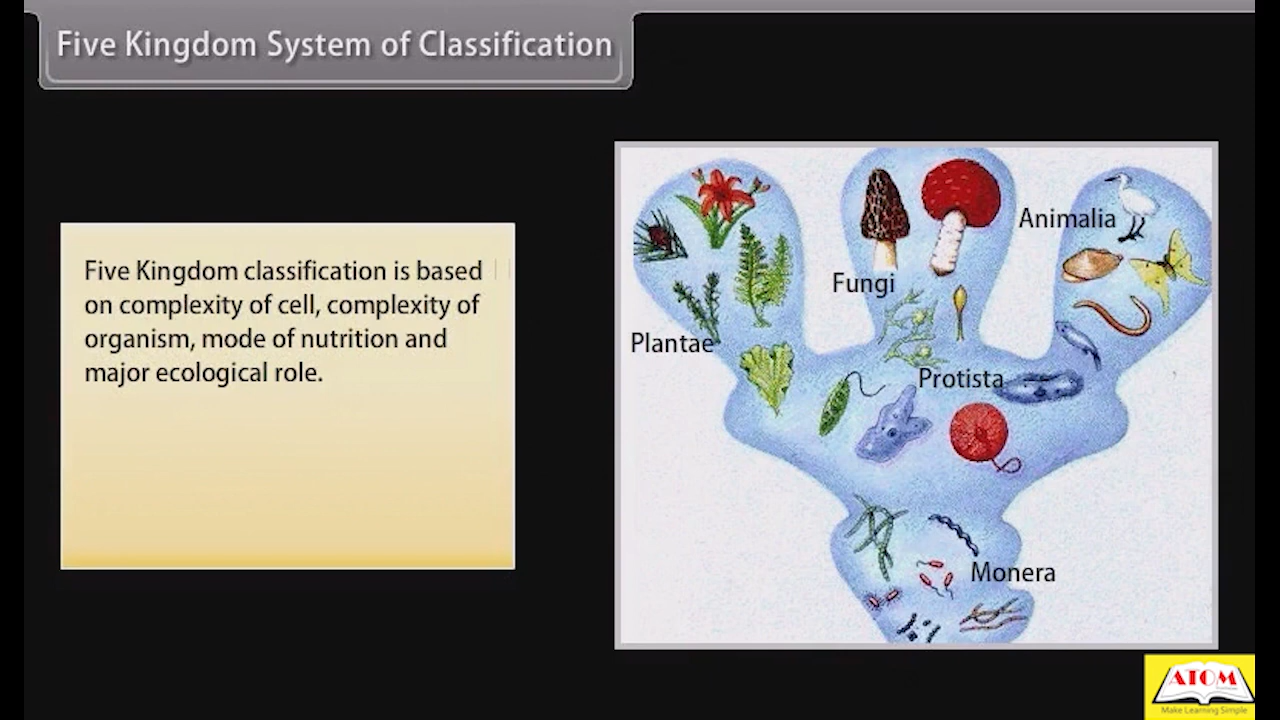 Five Kingdom System of Classification
Five Kingdom classification is based
on complexity of cell, complexity of
organism, mode of nutrition and
major ecological role.
Animalia
Fungi
Plantae
Protista
Monera
ATOM
Make Learning Simple